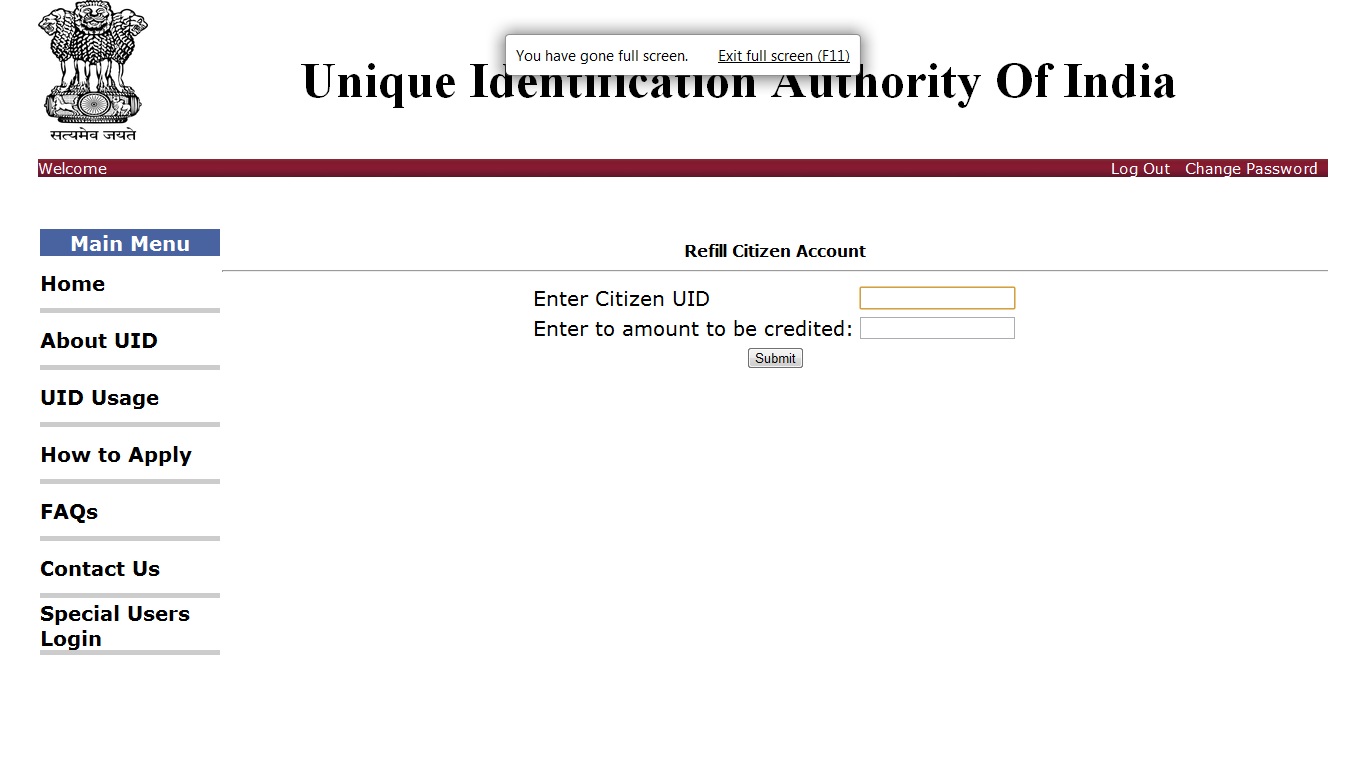 You have gone full screen. Exit full screen (F11)
Unique Identification Authority Of India
सत्यमेव जयते
Welcome Log Out Change Password
Main Menu
Refill Citizen Account
Home
Enter Citizen UID
Enter to amount to be credited:
Submit
About UID
UID Usage
How to Apply
FAQs
Contact Us
Special Users
Login